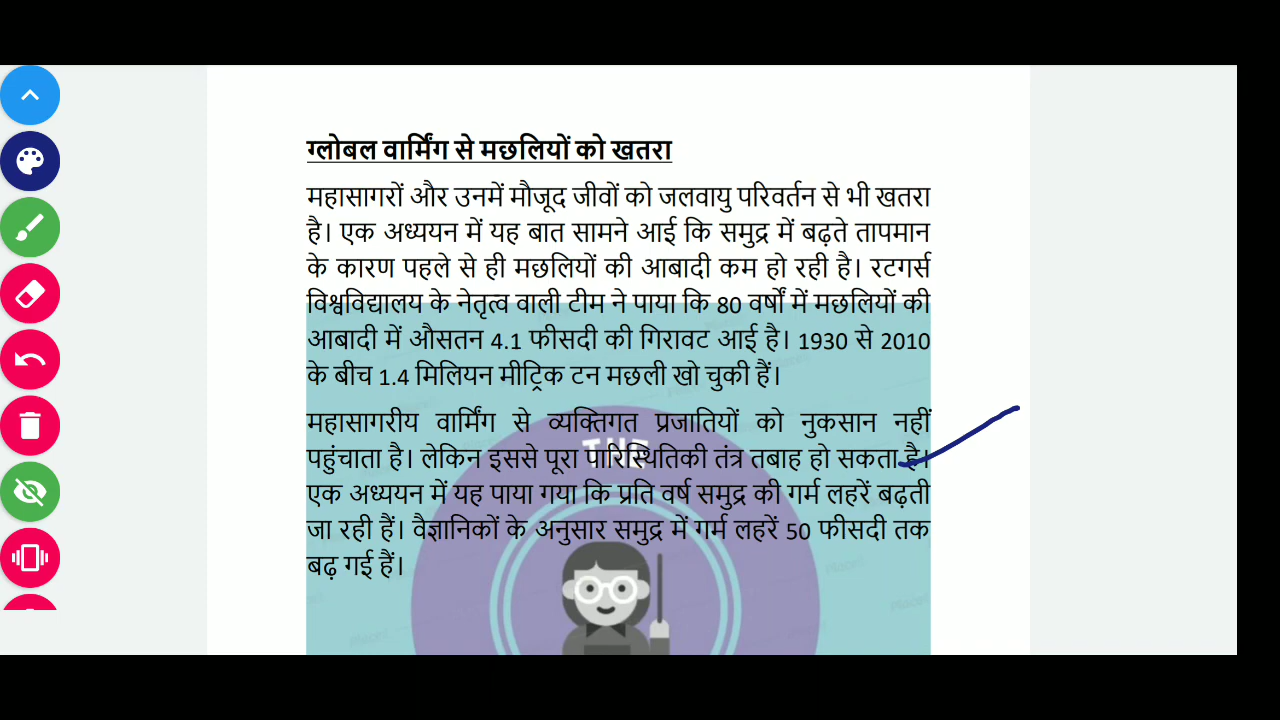 ग्लोबल वार्मिंग से मछलियों को खतरा
महासागरों और उनमें मौजूद जीवों को जलवायु परिवर्तन से भी खतरा
है। एक अध्ययन में यह बात सामने आई कि समुद्र में बढ़ते तापमान
के कारण पहले से ही मछलियों की आबादी कम हो रही है। रटगर्स
विश्वविद्यालय के नेतृत्व वाली टीम ने पाया कि 80 वर्षों में मछलियों की
आबादी में औसतन 4.1 फीसदी की गिरावट आई है। 1930 से 2010
के बीच 1.4 मिलियन मीट्रिक टन मछली खो चुकी हैं।
महासागरीय वार्मिंग से व्यक्तिगत प्रजातियों को नुकसान नहीं
पहुंचाता है। लेकिन इससे पूरा पारिस्थितिकी तंत्र तबाह हो सकता है।
THE
एक अध्ययन में यह पाया गया कि प्रति वर्ष समुद्र की गर्म लहरें बढ़ती
जा रही हैं। वैज्ञानिकों के अनुसार समुद्र में गर्म लहरें 50 फीसदी तक
बढ़ गई हैं।